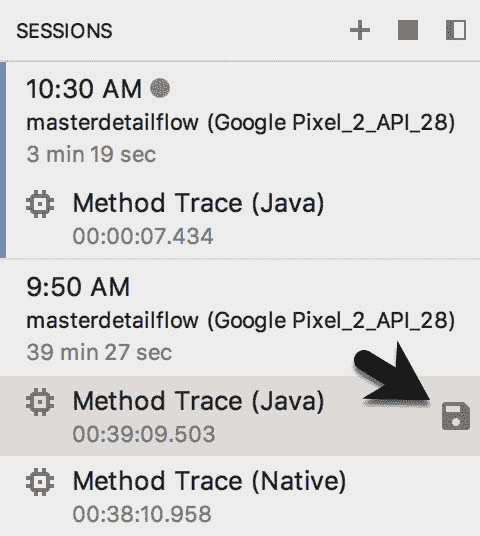 SESSIONS
10:30 AM
masterdetailflow (Google Pixel_2_API_28)
3 min 19 sec
Method Trace (Java)
00:00:07.434
9:50 AM
masterdetailflow (Google Pixel_2_API_28)
39 min 27 sec
Method Trace (Java)
00:39:09.503
Method Trace (Native)
00:38:10.958